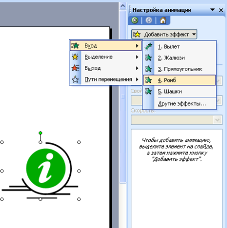 Настройка анимации
Добавить эффект
Вход
Выделение
Выход
Пути перемещения
1. Вылет
2. Жалюзи
3. Прямоугольник
4. Ромб
5. Шашки
Другие эффекты...
Чтобы добавить анимацию,
выделите элемент на слайде,
а затем нажмите кнопку
"Добавить эффект".